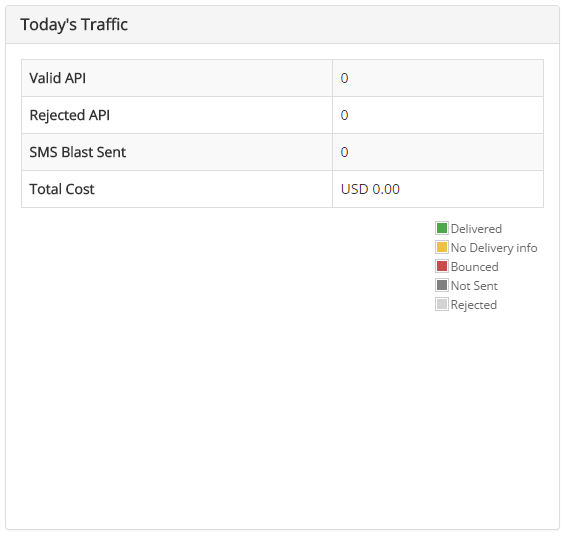 Today's Traffic
Valid API 0
Rejected API 0
SMS Blast Sent 0
Total Cost USD 0.00
Delivered
No Delivery info
Bounced
Not Sent
Rejected